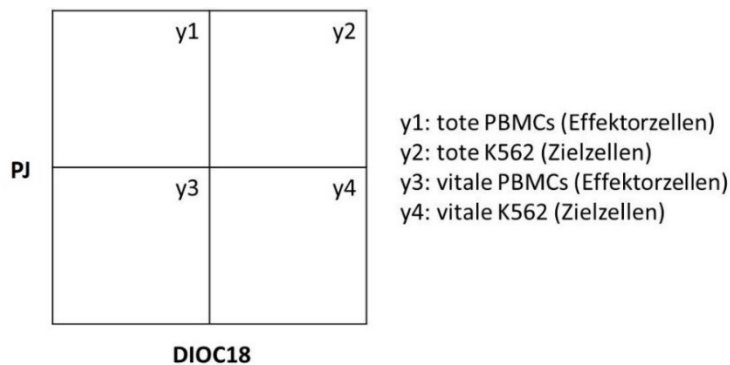 y1 y2
y1: tote PBMCs (Effektorzellen)
y2: tote K562 (Zielzellen)
PJ
y3 y4
y3: vitale PBMCs (Effektorzellen)
y4: vitale K562 (Zielzellen)
DIOC18